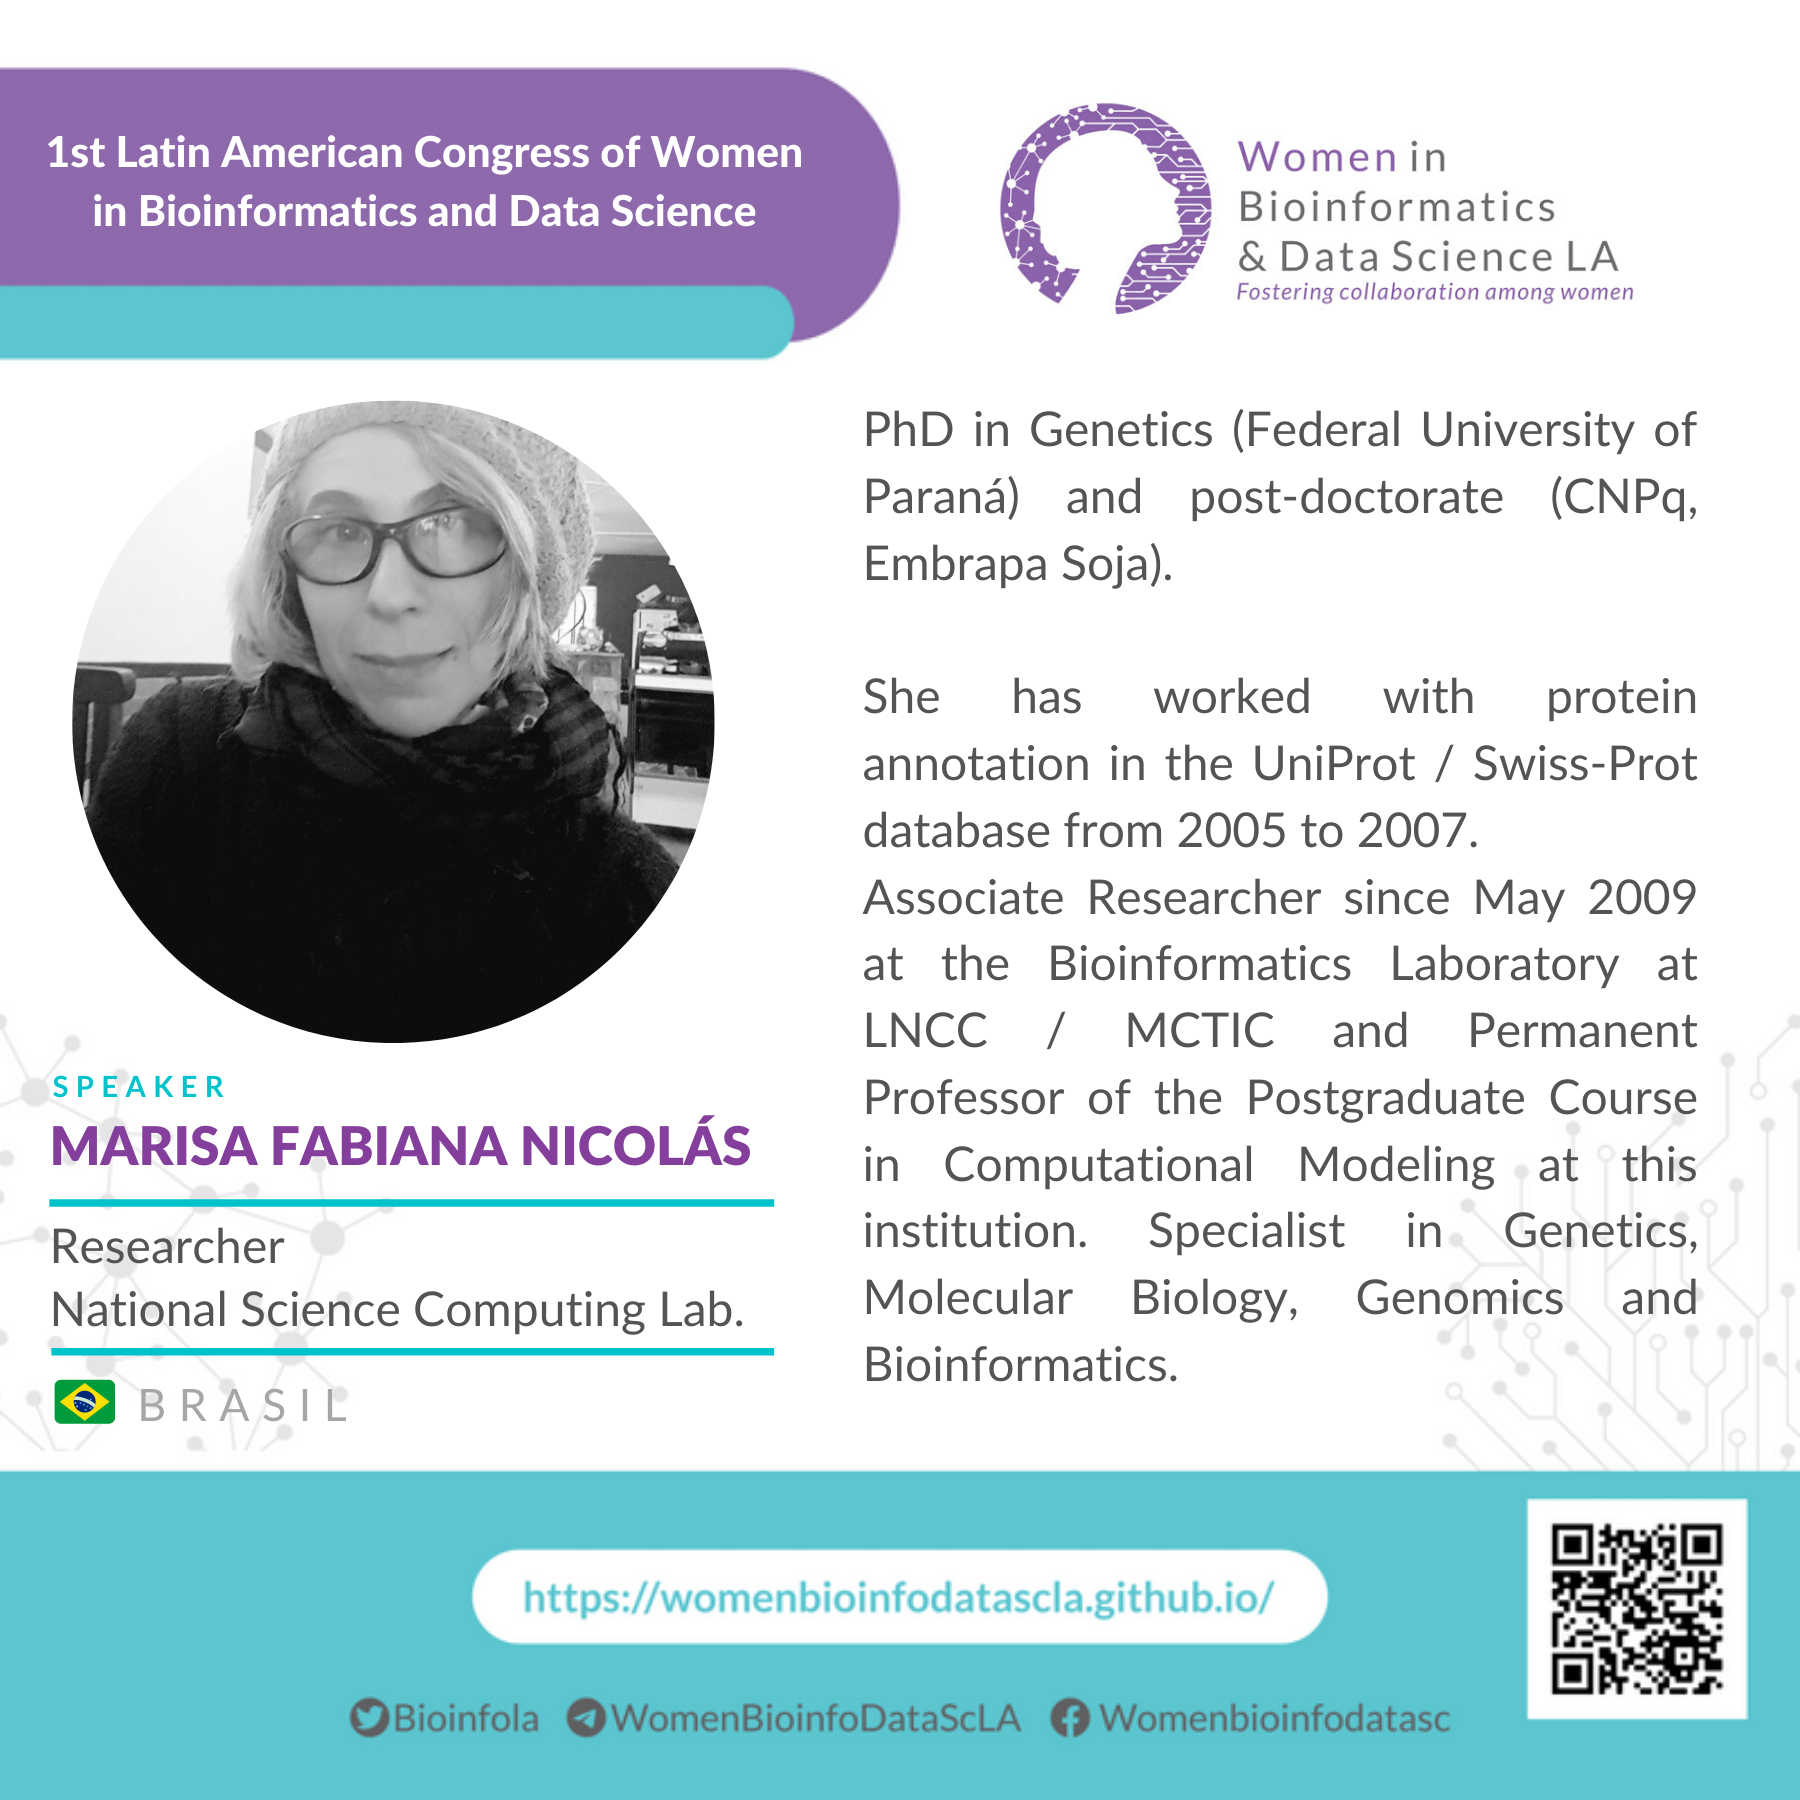 1st Latin American Congress of Women
in Bioinformatics and Data Science
Women in
Bioinformatics
& Data Science LA
Fostering collaboration among women
SPEAKER
MARISA FABIANA NICOLÁS
Researcher
National Science Computing Lab.
BRASIL
PhD in Genetics (Federal University of
Paraná) and post-doctorate (CNPq,
Embrapa Soja).
She has worked with protein
annotation in the UniProt / Swiss-Prot
database from 2005 to 2007.
Associate Researcher since May 2009
at the Bioinformatics Laboratory at
LNCC / MCTIC and Permanent
Professor of the Postgraduate Course
in Computational Modeling at this
institution. Specialist in Genetics,
Molecular Biology, Genomics and
Bioinformatics.
https://womenbioinfodatascla.github.io/
Bioinfola WomenBioinfoDataScLA Womenbioinfodatasc